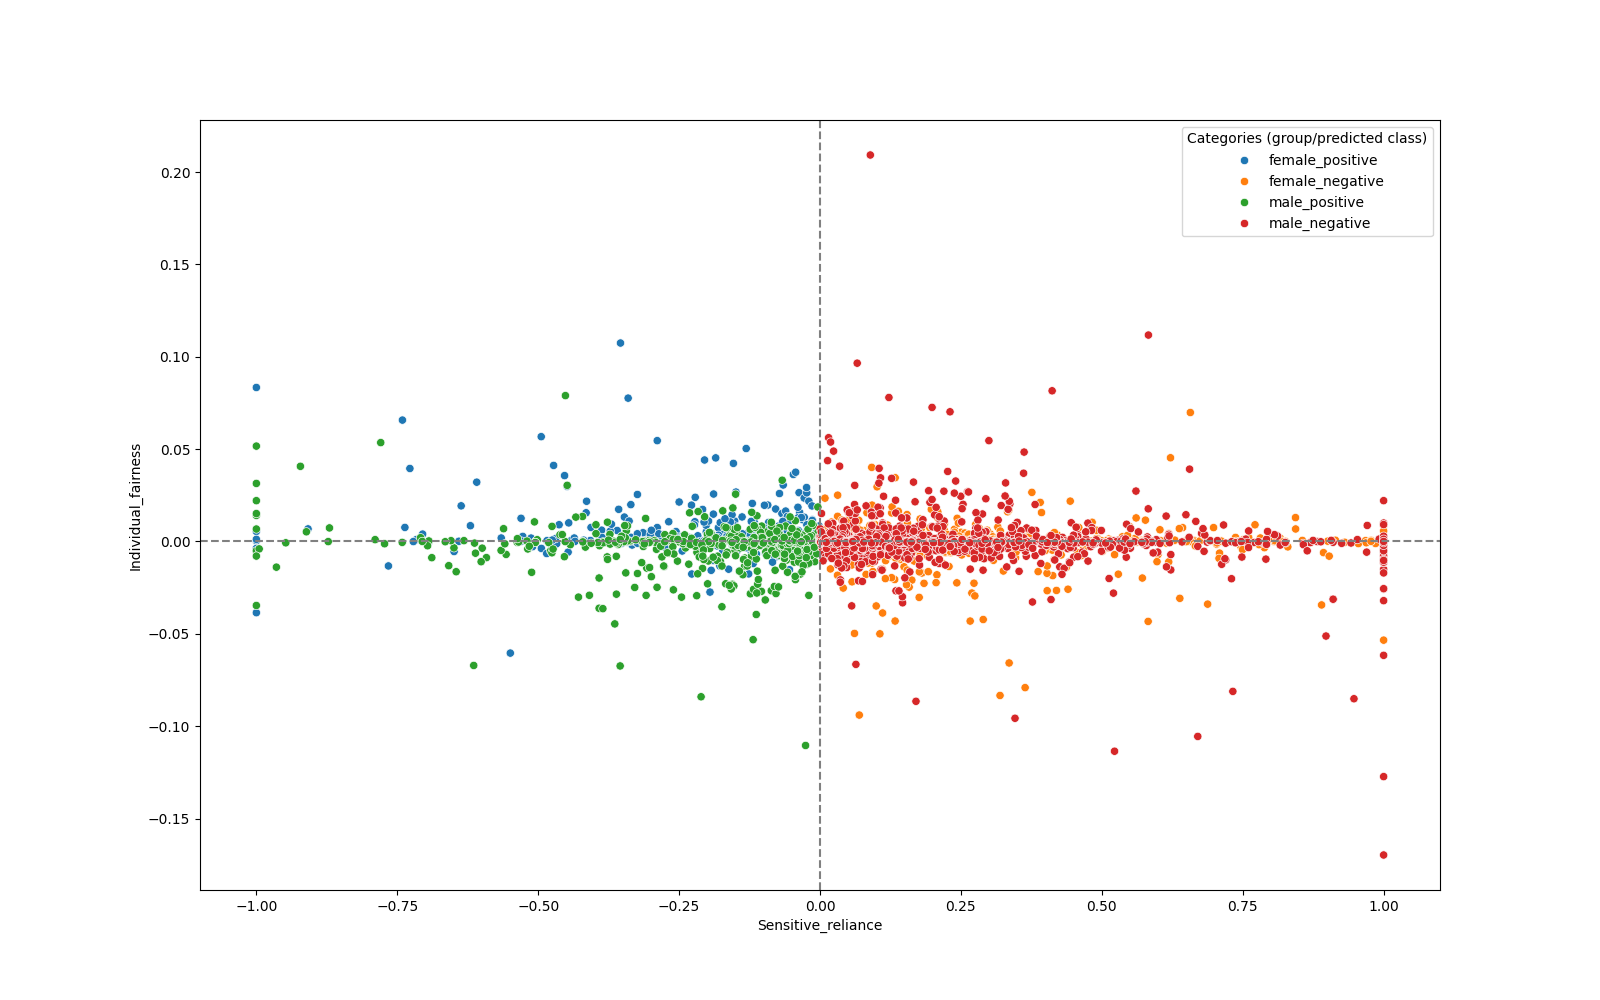 Categories (group/predicted class)
female_positive
female_negative
male_positive
male_negative
0.20
0.15
0.10
0.05
0.00
−0.05
−0.10
−0.15
Individual_fairness
−1.00 −0.75 −0.50 −0.25 0.00 0.25 0.50 0.75 1.00
Sensitive_reliance